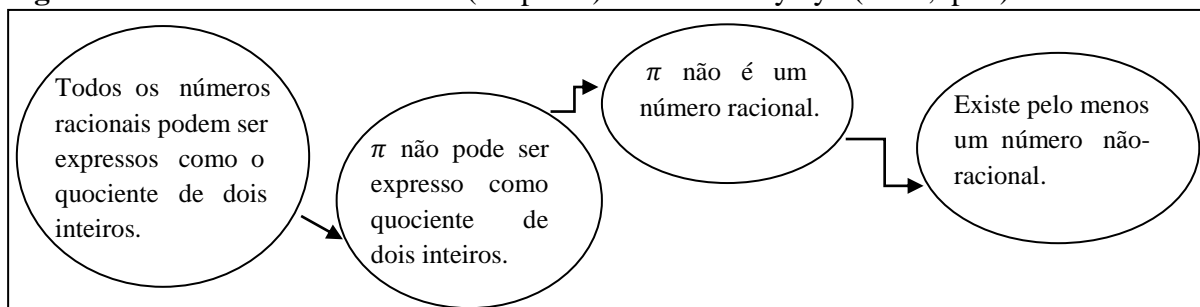 Todos os números
racionais podem ser
expressos como o
quociente de dois
inteiros.
π não pode ser
expresso como
quociente de
dois inteiros.
π não é um
número racional.
Existe pelo menos
um número não-
racional.